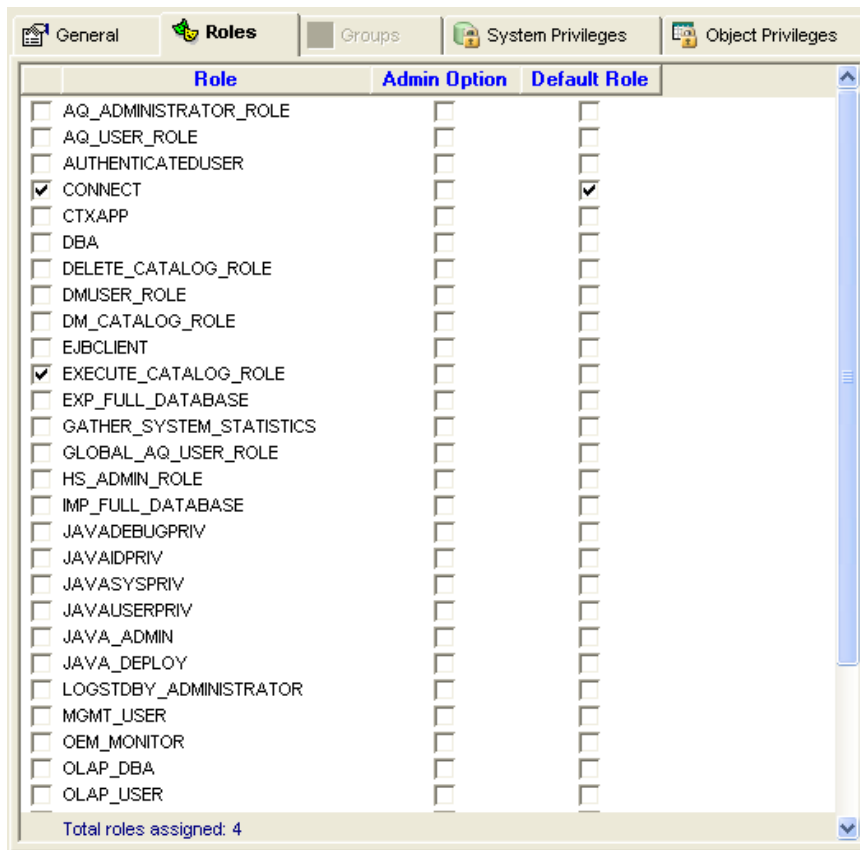 General Roles Groups System Privileges Object Privileges
Role Admin Option Default Role
AQ_ADMINISTRATOR_ROLE
AQ_USER_ROLE
AUTHENTICATEDUSER
CONNECT
CTXAPP
DBA
DELETE_CATALOG_ROLE
DMUSER_ROLE
DM_CATALOG_ROLE
EJBCLIENT
EXECUTE_CATALOG_ROLE
EXP_FULL_DATABASE
GATHER_SYSTEM_STATISTICS
GLOBAL_AQ_USER_ROLE
HS_ADMIN_ROLE
IMP_FULL_DATABASE
JAVADEBUGPRIV
JAVAIDPRIV
JAVASYSPRIV
JAVAUSERPRIV
JAVA_ADMIN
JAVA_DEPLOY
LOGSTDBY_ADMINISTRATOR
MGMT_USER
OEM_MONITOR
OLAP_DBA
OLAP_USER
Total roles assigned: 4